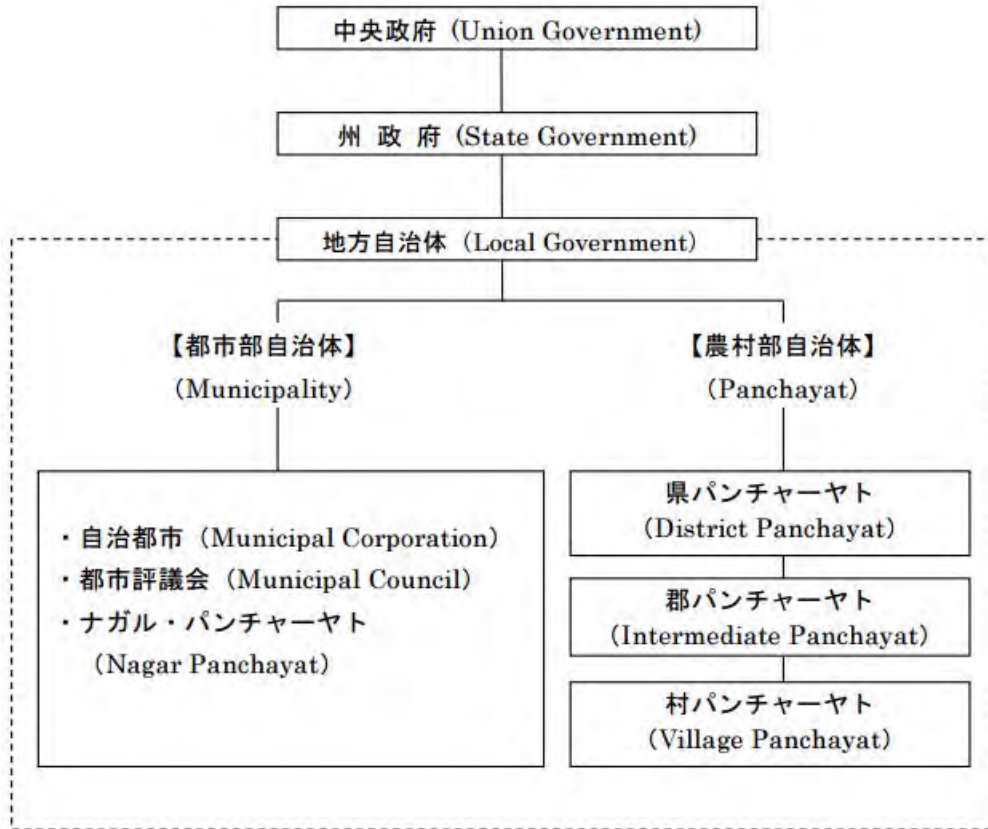 中央政府 (Union Government)
州 政 府 (State Government)
地方自治体 (Local Government)
【都市部自治体】
(Municipality)
・自治都市 (Municipal Corporation)
・都市評議会 (Municipal Council)
・ナガル・パンチャーヤト
(Nagar Panchayat)
【農村部自治体】
(Panchayat)
県パンチャーヤト
(District Panchayat)
郡パンチャーヤト
(Intermediate Panchayat)
村パンチャーヤト
(Village Panchayat)